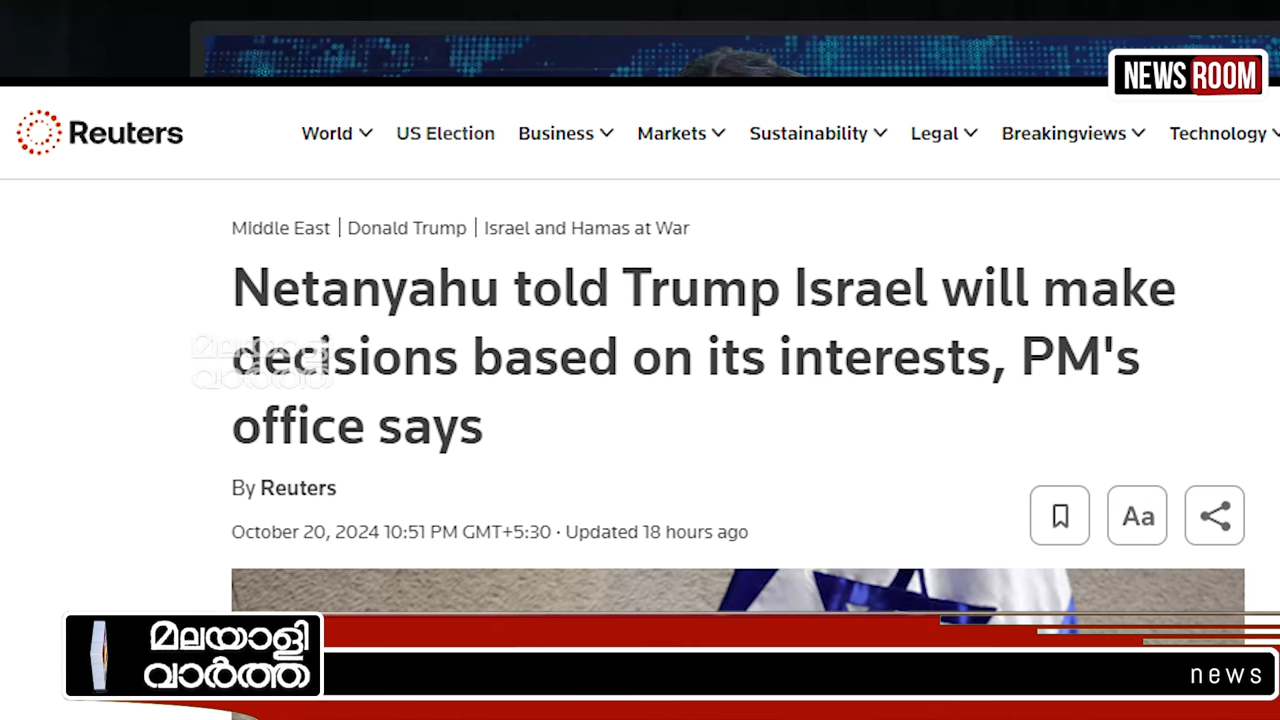 NEWS ROOM
Reuters
World US Election Business Markets Sustainability Legal Breakingviews Technology
Middle East | Donald Trump | Israel and Hamas at War
Netanyahu told Trump Israel will make
decisions based on its interests, PM's
office says
മലയാളി
വാർത്ത
By Reuters
October 20, 2024 10:51 PM GMT+5:30 · Updated 18 hours ago
Aa
മലയാളി
വാർത്ത
news